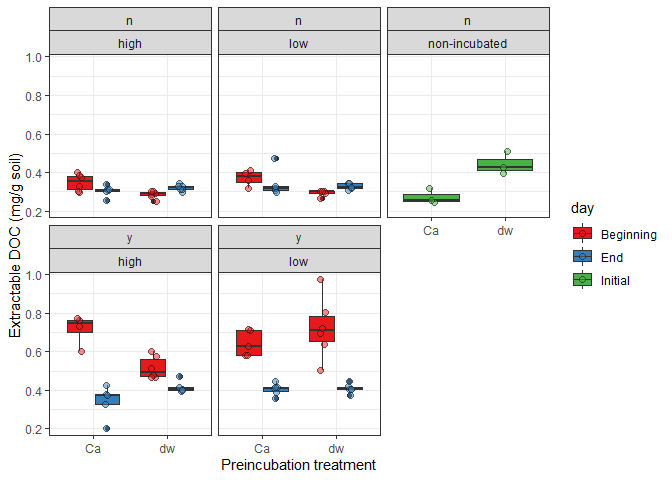 n n n
high low non-incubated
1.0
0.8
0.6
0.4
0.2
Ca dw
y y
high low
1.0
0.8
0.6
0.4
0.2
Ca dw Ca dw
Extractable DOC (mg/g soil)
Preincubation treatment
day
Beginning
End
Initial